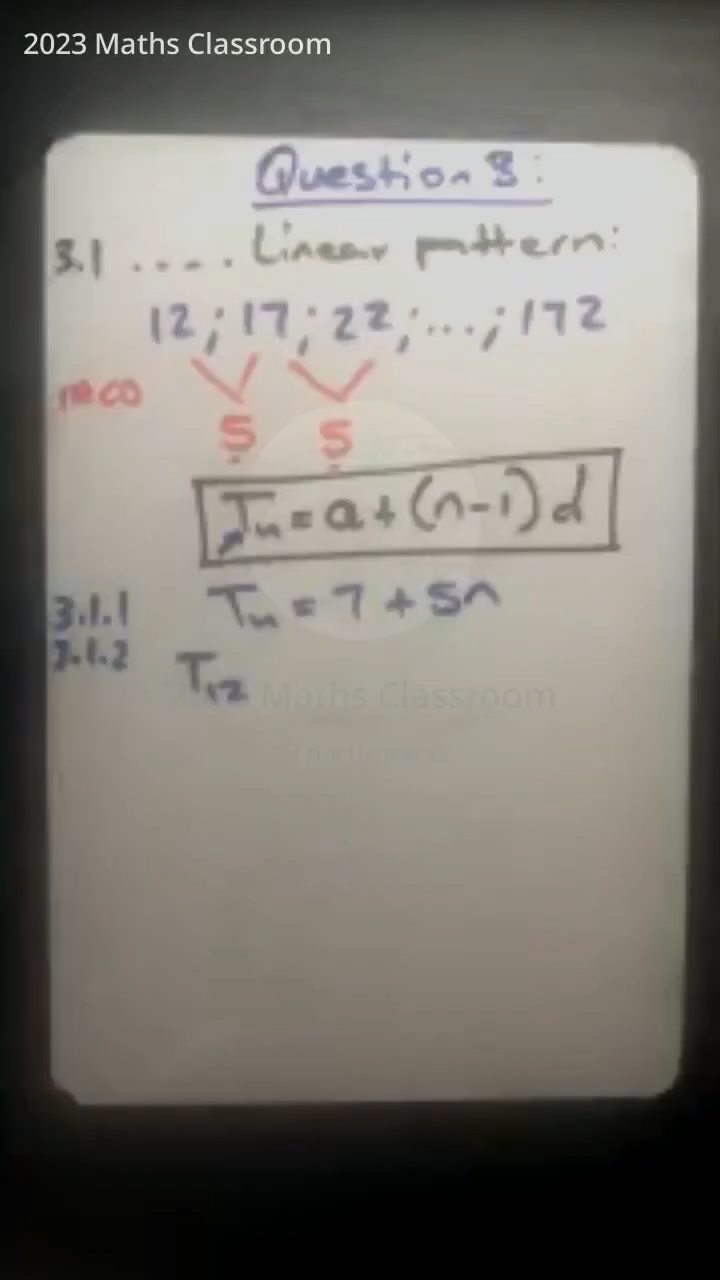 2023 Maths Classroom
Question 3:
3.1 .... Linear pattern:
12; 17; 22; ...; 172
5 5
Tn = a + (n-1)d
3.1.1 Tn = 7 + 5n
3.1.2 T12
Maths Classroom